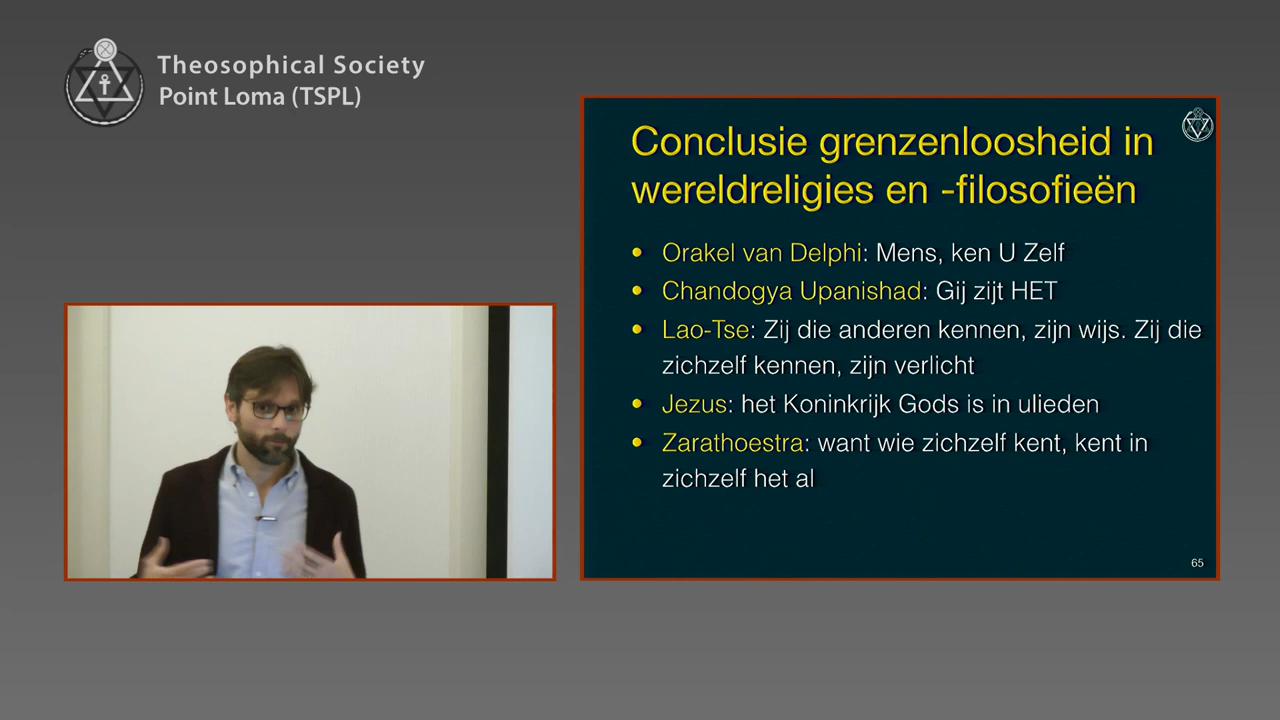 Theosophical Society
Point Loma (TSPL)
Conclusie grenzenloosheid in
wereldreligies en -filosofieën
• Orakel van Delphi: Mens, ken U Zelf
• Chandogya Upanishad: Gij zijt HET
• Lao-Tse: Zij die anderen kennen, zijn wijs. Zij die
zichzelf kennen, zijn verlicht
• Jezus: het Koninkrijk Gods is in ulieden
• Zarathoestra: want wie zichzelf kent, kent in
zichzelf het al
65